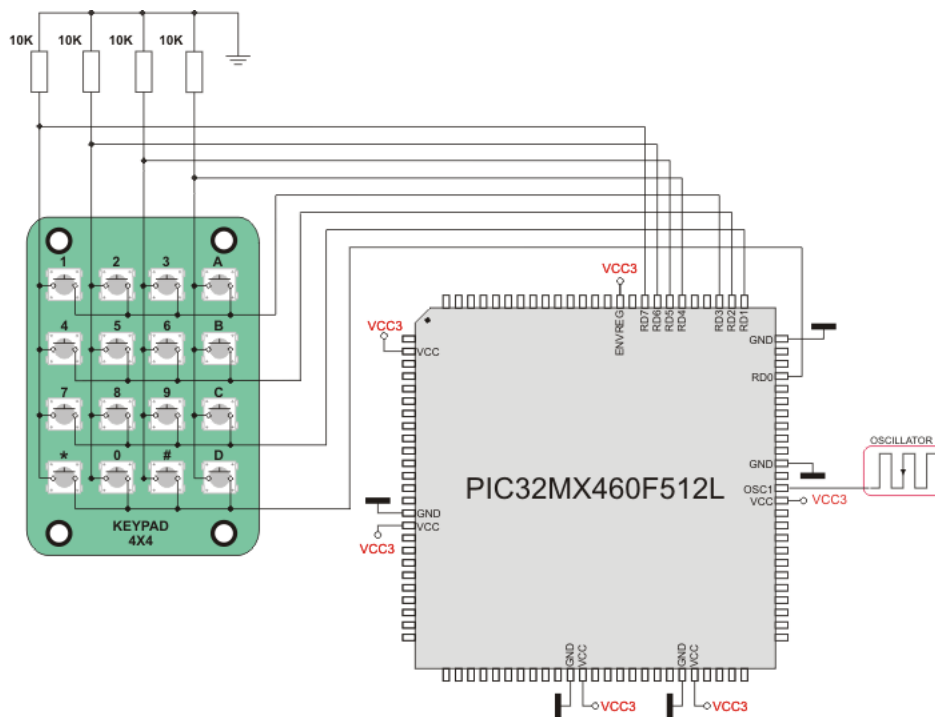 10K 10K 10K 10K
1 2 3 A
4 5 6 B
7 8 9 C
* 0 # D
KEYPAD
4X4
VCC3
ENVREG
RD7
RD6
RD5
RD4
RD3
RD2
RD1
VCC3
VCC
GND
RD0
GND
OSC1
VCC
VCC3
OSCILLATOR
PIC32MX460F512L
GND
VCC
VCC3
GND
VCC
VCC3
GND
VCC
VCC3